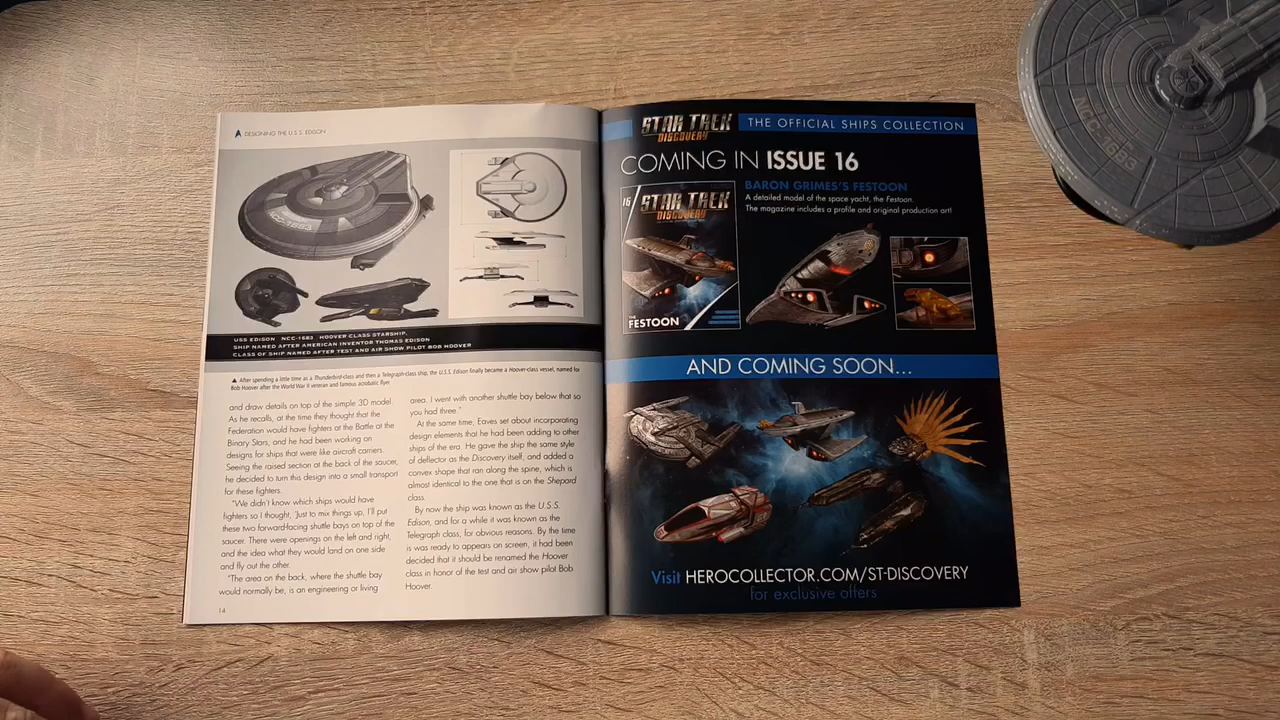 DESIGNING THE U.S.S. EDISON
NCC-1683
USS EDISON NCC-1683 HOOVER CLASS STARSHIP.
SHIP NAMED AFTER AMERICAN INVENTOR THOMAS EDISON
CLASS OF SHIP NAMED AFTER TEST AND AIR SHOW PILOT BOB HOOVER
▲ After spending a little time as a Thunderbird-class and then a Telegraph-class ship, the U.S.S. Edison finally became a Hoover-class vessel, named for
Bob Hoover after the World War II veteran and famous acrobatic flyer.
and draw details on top of the simple 3D model.
As he recalls, at the time they thought that the
Federation would have fighters at the Battle at the
Binary Stars, and he had been working on
designs for ships that were like aircraft carriers.
Seeing the raised section at the back of the saucer,
he decided to turn this design into a small transport
for these fighters.
"We didn't know which ships would have
fighters so I thought, 'Just to mix things up, I'll put
these two forward-facing shuttle bays on top of the
saucer. There were openings on the left and right,
and the idea what they would land on one side
and fly out the other.
"The area on the back, where the shuttle bay
would normally be, is an engineering or living
14
area. I went with another shuttle bay below that so
you had three."
At the same time, Eaves set about incorporating
design elements that he had been adding to other
ships of the era. He gave the ship the same style
of deflector as the Discovery itself, and added a
convex shape that ran along the spine, which is
almost identical to the one that is on the Shepard
class.
By now the ship was known as the U.S.S.
Edison, and for a while it was known as the
Telegraph class, for obvious reasons. By the time
is was ready to appear on screen, it had been
decided that it should be renamed the Hoover
class in honor of the test and air show pilot Bob
Hoover.
STAR TREK
DISCOVERY
THE OFFICIAL SHIPS COLLECTION
COMING IN ISSUE 16
16
STAR TREK
DISCOVERY
THE
FESTOON
BARON GRIMES'S FESTOON
A detailed model of the space yacht, the Festoon.
The magazine includes a profile and original production art!
AND COMING SOON...
Visit HEROCOLLECTOR.COM/ST-DISCOVERY
for exclusive offers
NCC-1683